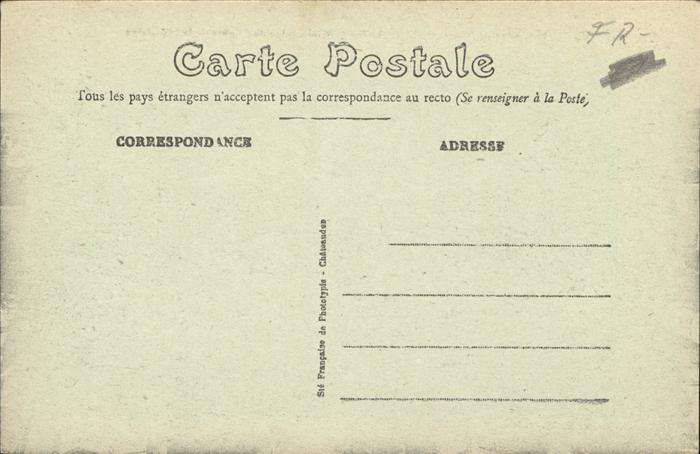 FR-
Carte Postale
Tous les pays étrangers n'acceptent pas la correspondance au recto (Se renseigner à la Poste)
CORRESPONDANCE
ADRESSE
Sté Française de Phototypie - Châteaudun